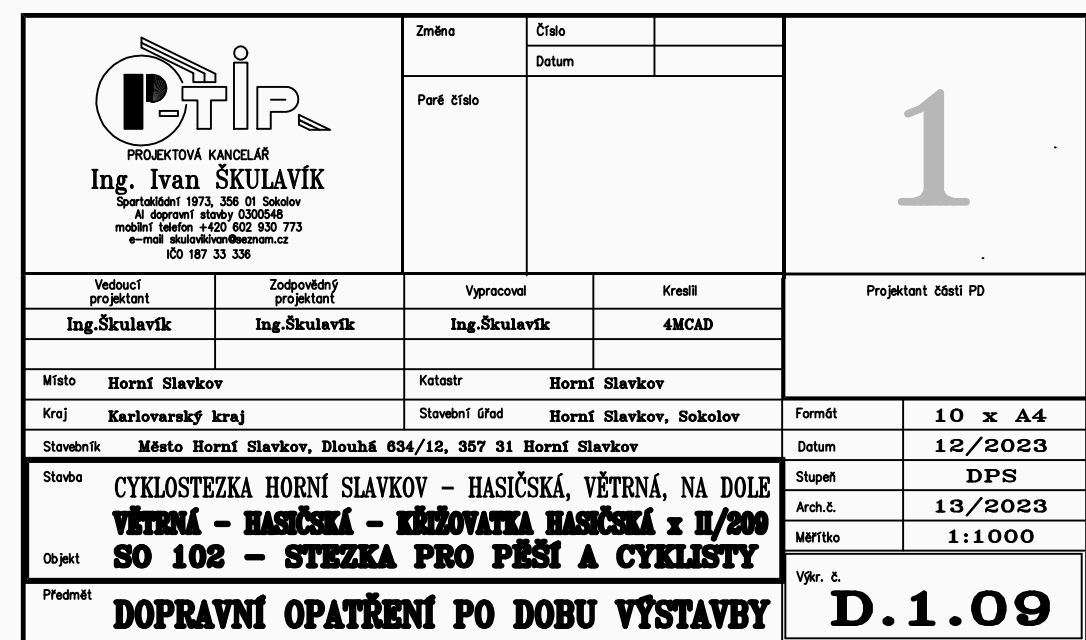 P-TIP
PROJEKTOVÁ KANCELÁŘ
Ing. Ivan ŠKULAVÍK
Spartakiádní 1973, 356 01 Sokolov
AI dopravní stavby 0300548
mobilní telefon +420 602 930 773
e-mail skulavikivan@seznam.cz
IČO 187 33 336
Změna
Číslo
Datum
Paré číslo
1
Vedoucí projektant
Zodpovědný projektant
Vypracoval
Kreslil
Projektant části PD
Ing.Škulavík
Ing.Škulavík
Ing.Škulavík
4MCAD
Místo Horní Slavkov
Katastr Horní Slavkov
Kraj Karlovarský kraj
Stavební úřad Horní Slavkov, Sokolov
Stavebník Město Horní Slavkov, Dlouhá 634/12, 357 31 Horní Slavkov
Formát 10 x A4
Datum 12/2023
Stupeň DPS
Arch.č. 13/2023
Měřítko 1:1000
Stavba CYKLOSTEZKA HORNÍ SLAVKOV - HASIČSKÁ, VĚTRNÁ, NA DOLE
VĚTRNÁ - HASIČSKÁ - KŘIŽOVATKA HASIČSKÁ x II/209
Objekt SO 102 - STEZKA PRO PĚŠÍ A CYKLISTY
Předmět DOPRAVNÍ OPATŘENÍ PO DOBU VÝSTAVBY
Výkr. č. D.1.09